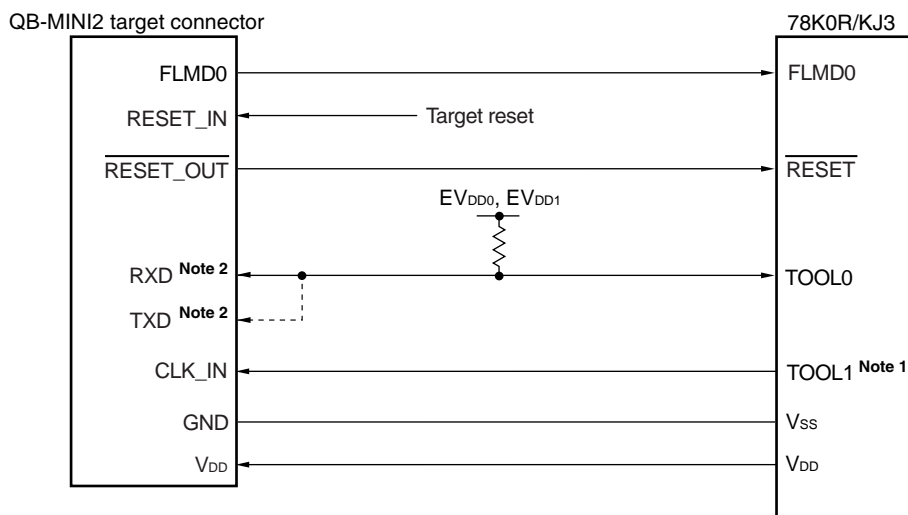 QB-MINI2 target connector
78K0R/KJ3
FLMD0
FLMD0
RESET_IN
Target reset
RESET_OUT
RESET
EVDD0, EVDD1
RXD Note 2
TOOL0
TXD Note 2
CLK_IN
TOOL1 Note 1
GND
VSS
VDD
VDD